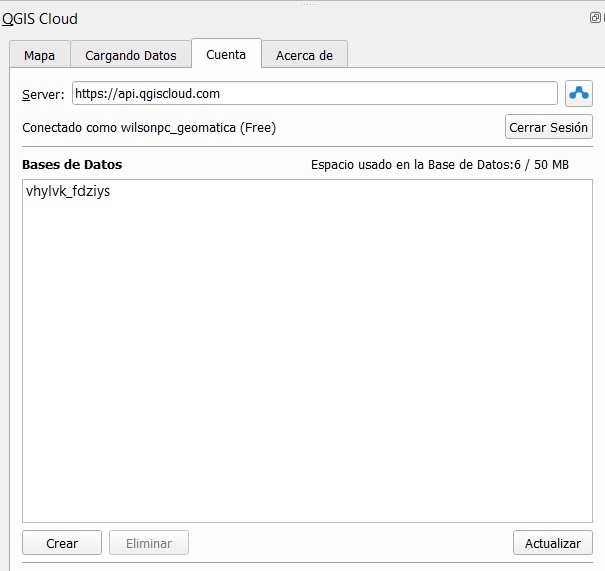 QGIS Cloud
Mapa Cargando Datos Cuenta Acerca de
Server: https://api.qgiscloud.com
Conectado como wilsonpc_geomatica (Free) Cerrar Sesión
Bases de Datos Espacio usado en la Base de Datos:6 / 50 MB
vhylvk_fdziys
Crear Eliminar Actualizar